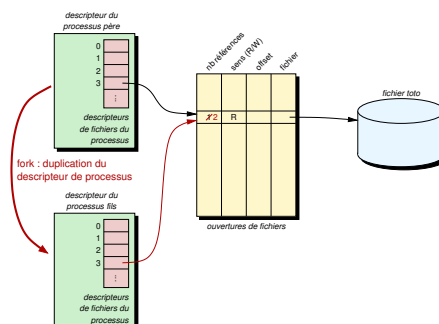 descripteur du
processus père
0
1
2
3
⋮
descripteurs
de fichiers du
processus
fork : duplication du
descripteur de processus
descripteur du
processus fils
0
1
2
3
⋮
descripteurs
de fichiers du
processus
nb références
sens (R/W)
offset
fichier
1 2
R
ouvertures de fichiers
fichier toto